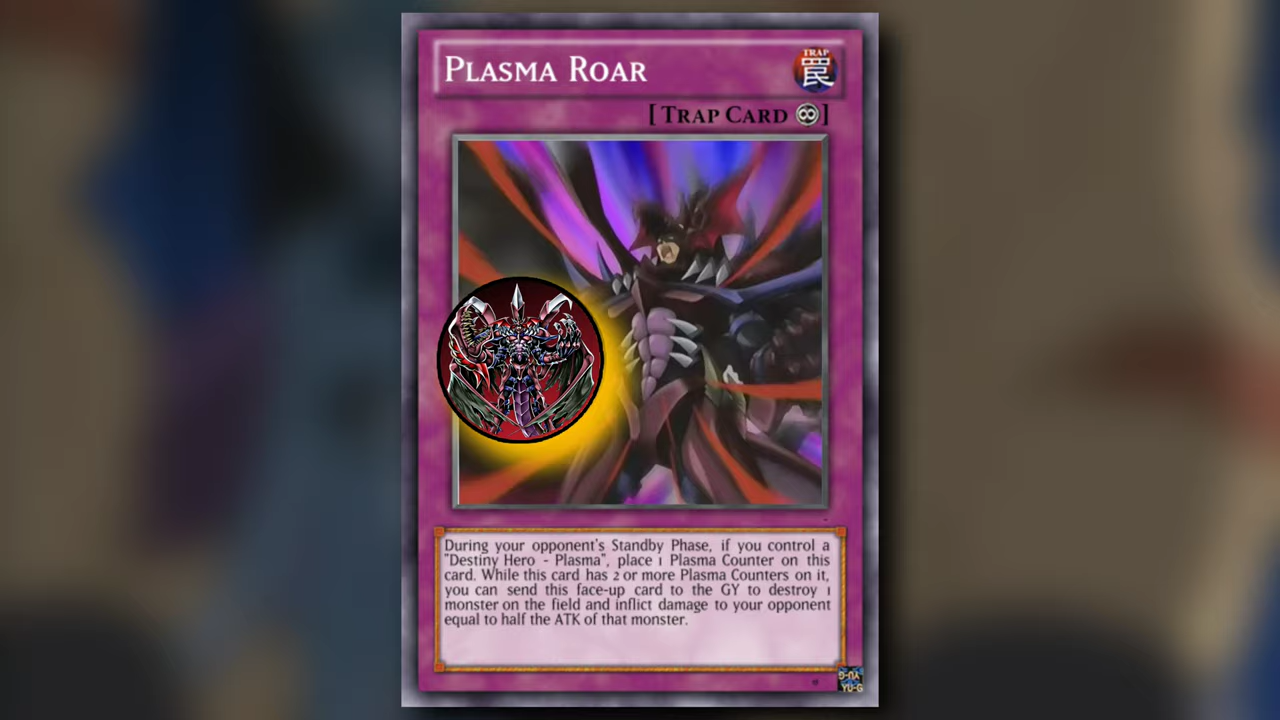 Plasma Roar
TRAP
罠
[ Trap Card ]
During your opponent's Standby Phase, if you control a
"Destiny Hero - Plasma", place 1 Plasma Counter on this
card. While this card has 2 or more Plasma Counters on it,
you can send this face-up card to the GY to destroy 1
monster on the field and inflict damage to your opponent
equal to half the ATK of that monster.